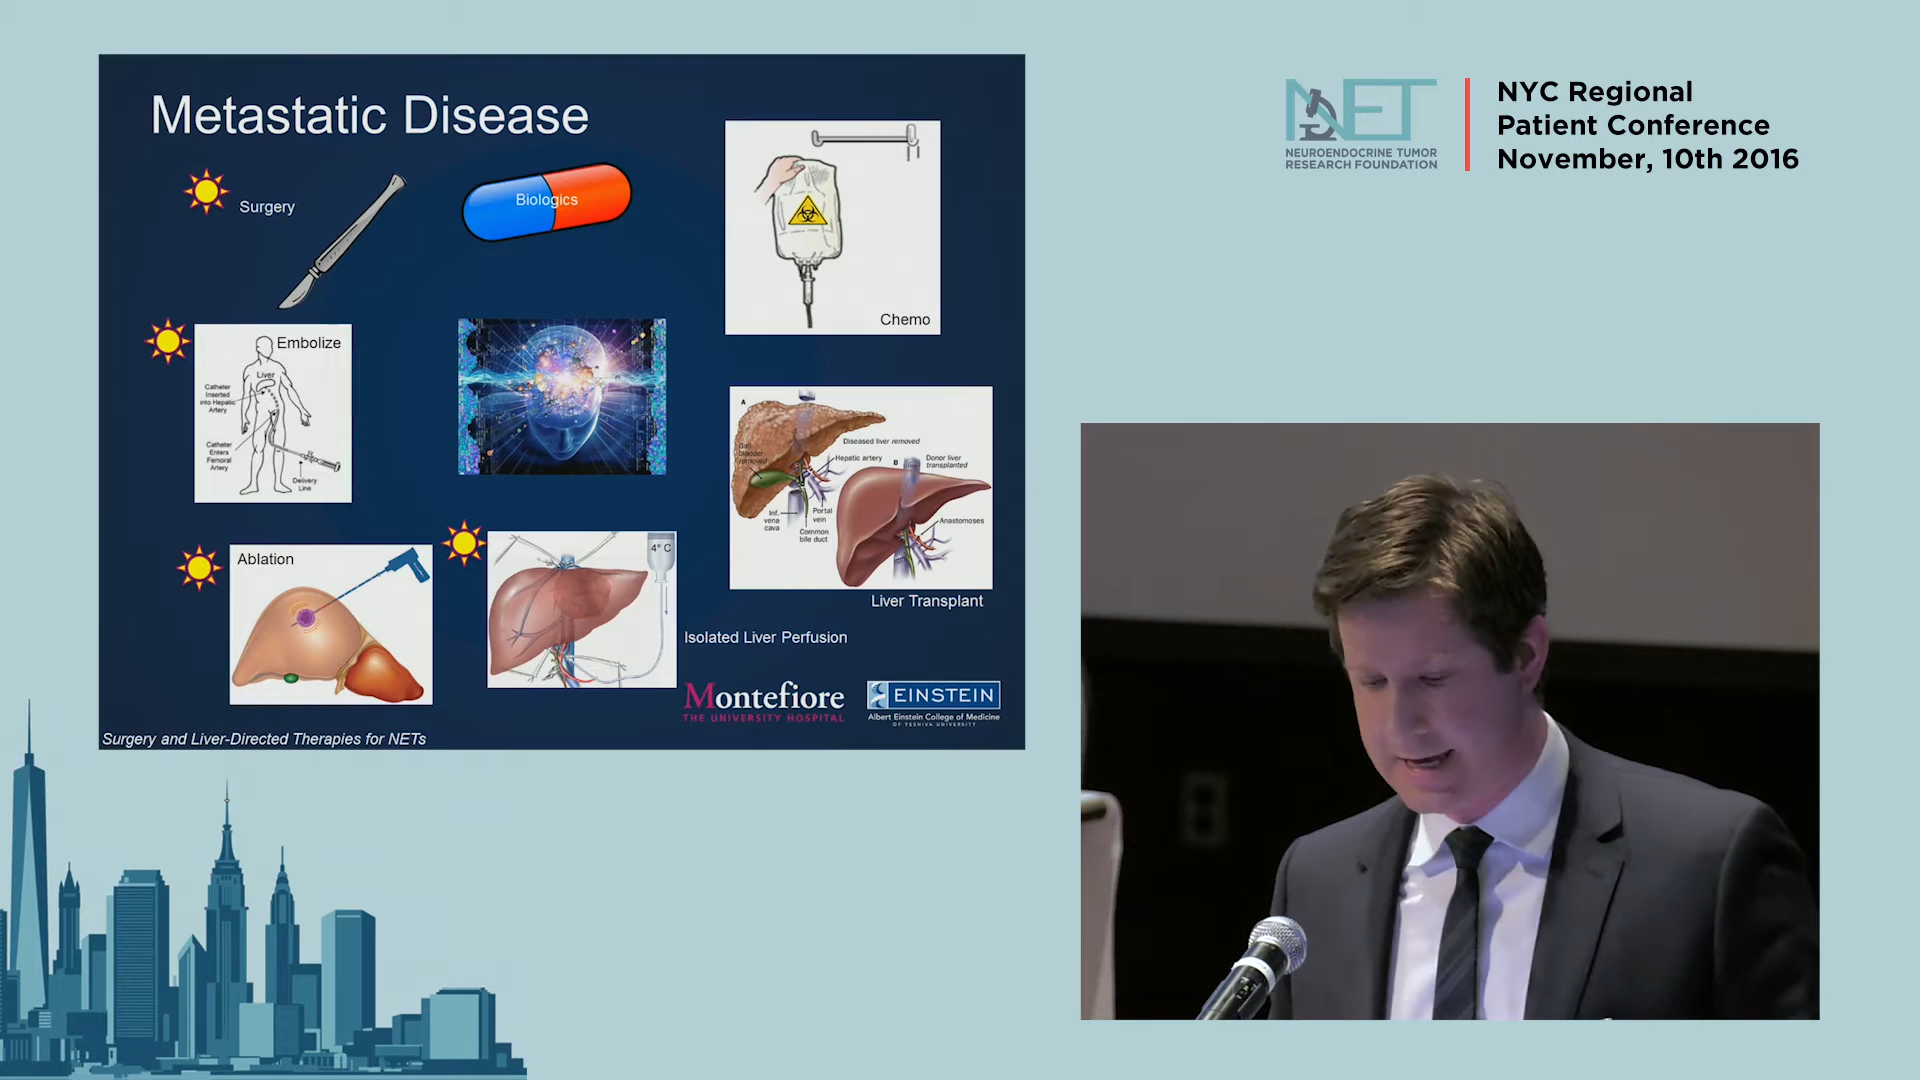 Metastatic Disease
Surgery
Biologics
Chemo
Embolize
Liver
Catheter
Inserted
into Hepatic
Artery
Catheter
Enters
Femoral
Artery
Delivery
Line
A
Gall
bladder
removed
Diseased liver removed
Hepatic artery
B
Donor liver
transplanted
Inf.
vena
cava
Portal
vein
Common
bile duct
Anastomoses
Liver Transplant
Ablation
4° C
Isolated Liver Perfusion
Montefiore
THE UNIVERSITY HOSPITAL
EINSTEIN
Albert Einstein College of Medicine
OF YESHIVA UNIVERSITY
Surgery and Liver-Directed Therapies for NETs
NET
NEUROENDOCRINE TUMOR
RESEARCH FOUNDATION
NYC Regional
Patient Conference
November, 10th 2016